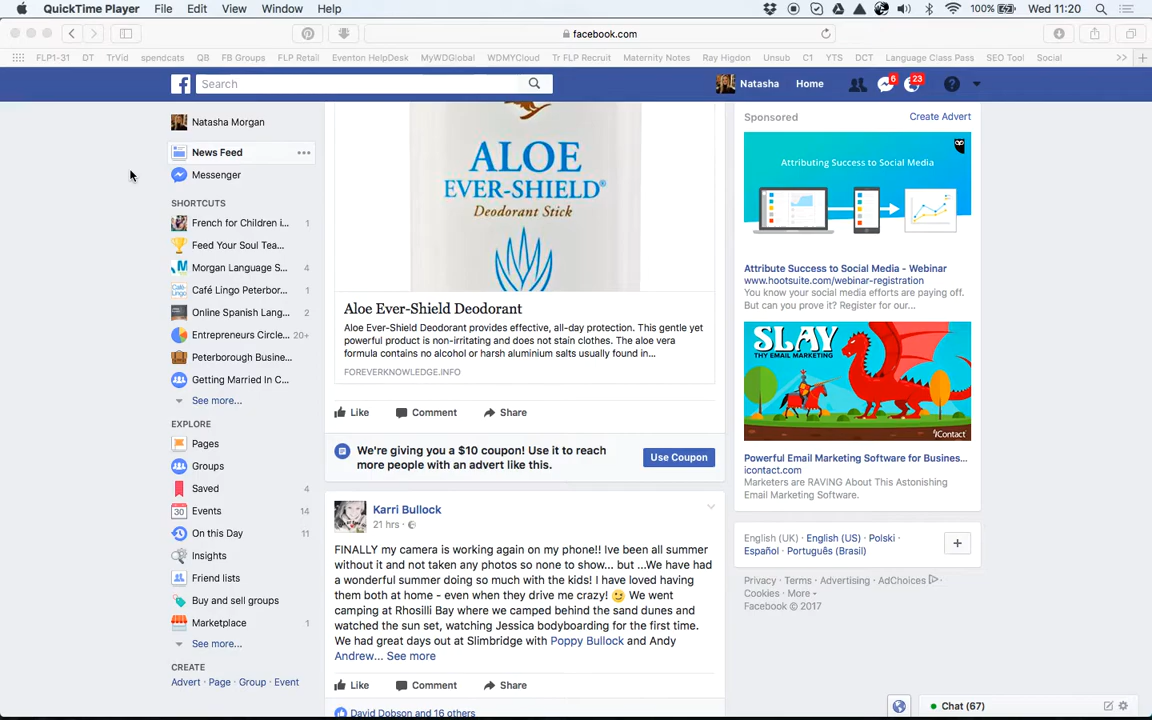 QuickTime Player File Edit View Window Help 100% Wed 11:20
facebook.com
FLP1-31 DT TrVid spendcats QB FB Groups FLP Retail Eventon HelpDesk MyWDGlobal WDMYCloud Tr FLP Recruit Maternity Notes Ray Higdon Unsub C1 YTS DCT Language Class Pass SEO Tool Social
Search Natasha Home 6 23
Natasha Morgan
News Feed
Messenger
SHORTCUTS
French for Children i... 1
Feed Your Soul Tea...
Morgan Language S... 4
Café Lingo Peterbor... 1
Online Spanish Lang... 2
Entrepreneurs Circle... 20+
Peterborough Busine...
Getting Married In C...
See more...
EXPLORE
Pages
Groups
Saved 4
Events 14
On this Day 11
Insights
Friend lists
Buy and sell groups
Marketplace 1
See more...
CREATE
Advert · Page · Group · Event
ALOE
EVER-SHIELD®
Deodorant Stick
Aloe Ever-Shield Deodorant
Aloe Ever-Shield Deodorant provides effective, all-day protection. This gentle yet
powerful product is non-irritating and does not stain clothes. The aloe vera
formula contains no alcohol or harsh aluminium salts usually found in...
FOREVERKNOWLEDGE.INFO
Like Comment Share
We're giving you a $10 coupon! Use it to reach
more people with an advert like this.
Use Coupon
Karri Bullock
21 hrs ·
FINALLY my camera is working again on my phone!! Ive been all summer
without it and not taken any photos so none to show... but ...We have had
a wonderful summer doing so much with the kids! I have loved having
them both at home - even when they drive me crazy! 😉 We went
camping at Rhosilli Bay where we camped behind the sand dunes and
watched the sun set, watching Jessica bodyboarding for the first time.
We had great days out at Slimbridge with Poppy Bullock and Andy
Andrew... See more
Like Comment Share
David Dobson and 16 others
Sponsored Create Advert
Attributing Success to Social Media
Attribute Success to Social Media - Webinar
www.hootsuite.com/webinar-registration
You know your social media efforts are paying off.
But can you prove it? Register for our...
SLAY
THY EMAIL MARKETING
iContact
Powerful Email Marketing Software for Busines...
icontact.com
Marketers are RAVING About This Astonishing
Email Marketing Software.
English (UK) · English (US) · Polski ·
Español · Português (Brasil)
Privacy · Terms · Advertising · AdChoices ·
Cookies · More
Facebook © 2017
Chat (67)